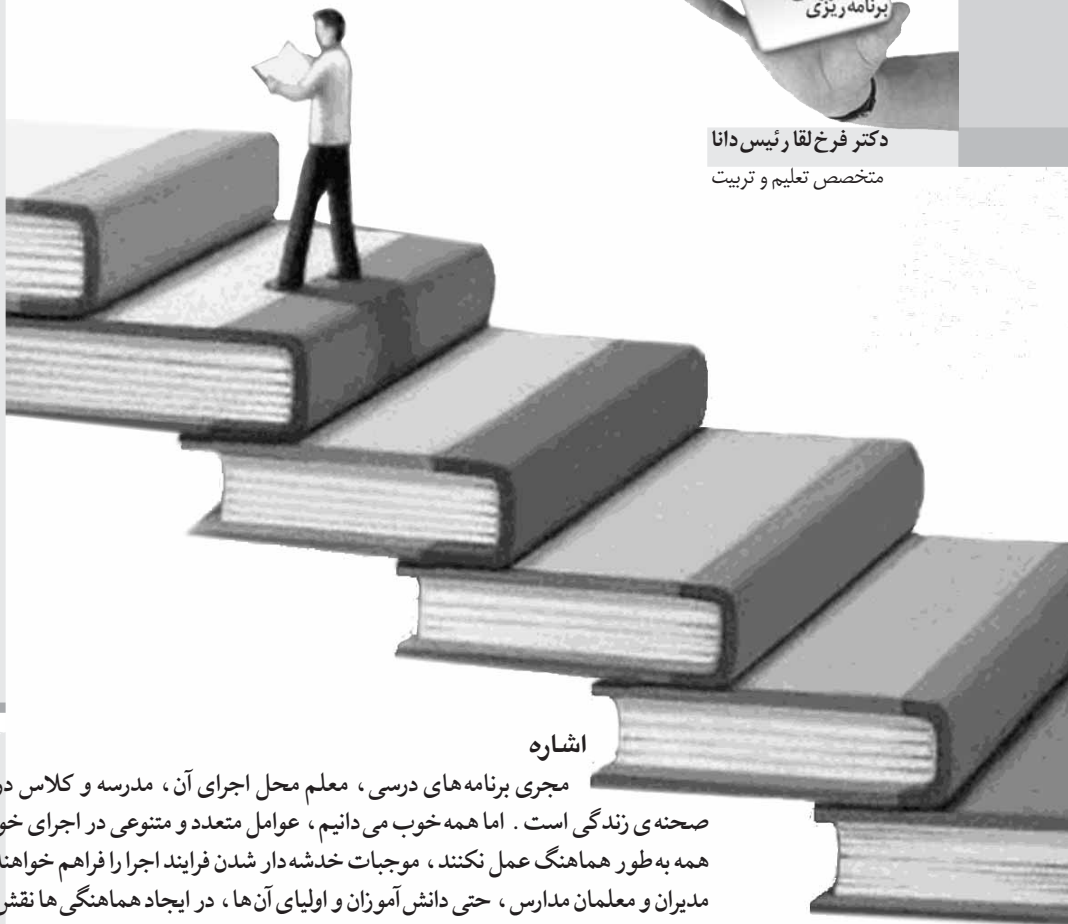 برنامه‌ریزی
دکتر فرخ‌لقا رئیس‌دانا
متخصص تعلیم و تربیت
اشاره
مجری برنامه‌های درسی، معلم محل اجرای آن، مدرسه و کلاس
صحنه‌ی زندگی است. اما همه خوب می‌دانیم، عوامل متعدد و متنوعی در اجرای
همه به‌طور هماهنگ عمل نکنند، موجبات خدشه‌دار شدن فرایند اجرا را فراهم خواهند
مدیران و معلمان مدارس، حتی دانش‌آموزان و اولیای آن‌ها، در ایجاد هماهنگی‌ها نقش